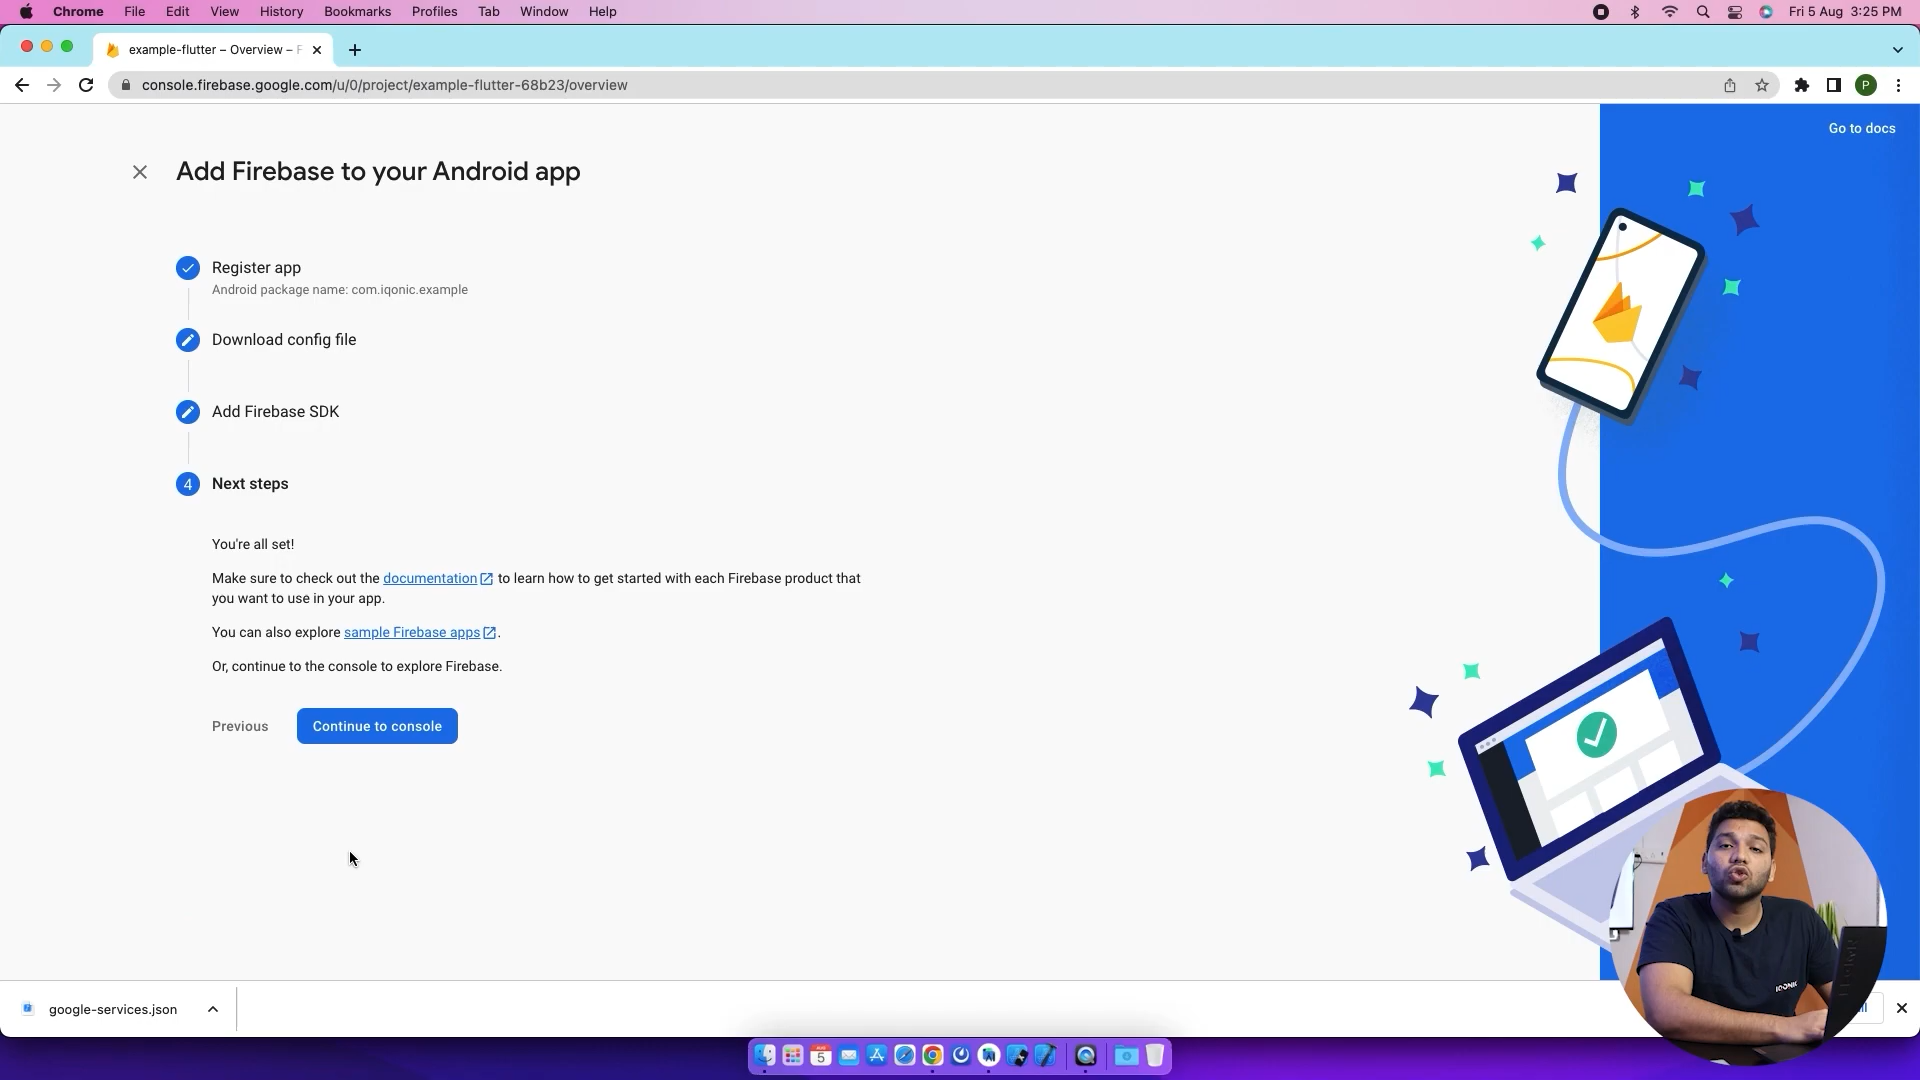 Chrome File Edit View History Bookmarks Profiles Tab Window Help Fri 5 Aug 3:25 PM
example-flutter – Overview – F
console.firebase.google.com/u/0/project/example-flutter-68b23/overview P
Go to docs
Add Firebase to your Android app
Register app
Android package name: com.iqonic.example
Download config file
Add Firebase SDK
4 Next steps
You're all set!
Make sure to check out the documentation to learn how to get started with each Firebase product that
you want to use in your app.
You can also explore sample Firebase apps.
Or, continue to the console to explore Firebase.
Previous Continue to console
IQONIC
google-services.json
AUG
5